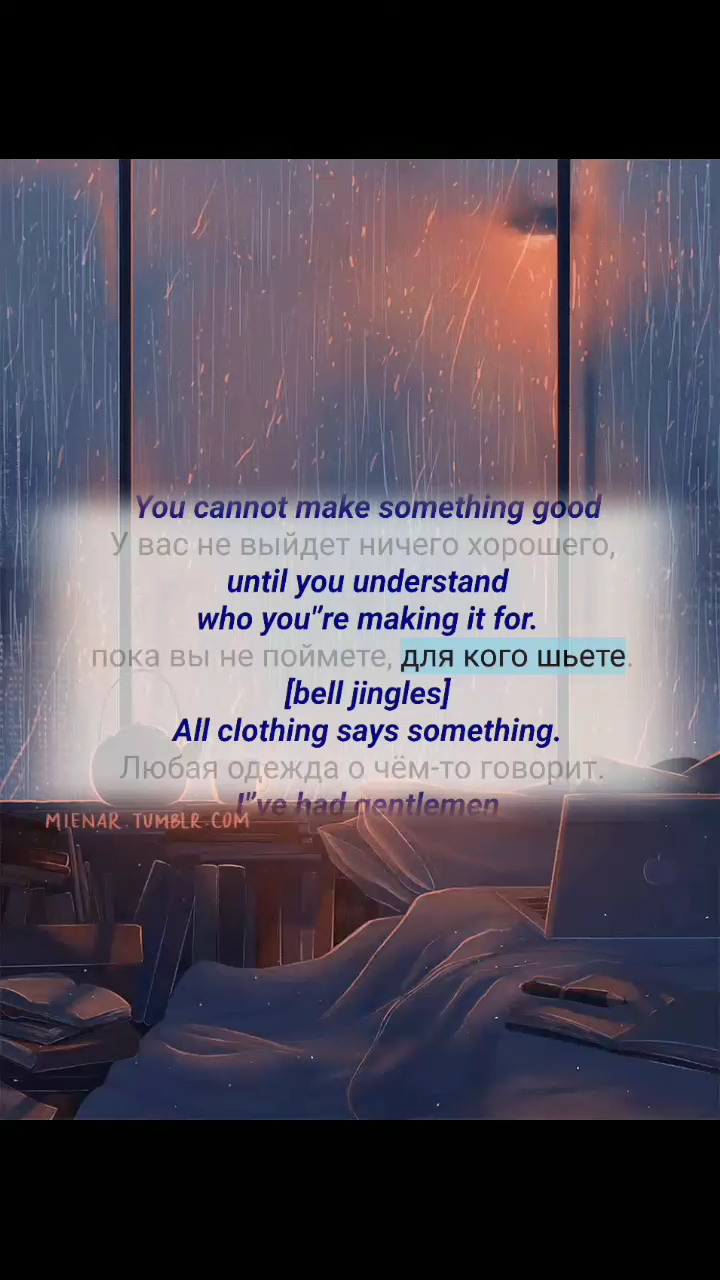 You cannot make something good
У вас не выйдет ничего хорошего,
until you understand
who you"re making it for.
пока вы не поймете, для кого шьете.
[bell jingles]
All clothing says something.
Любая одежда о чём-то говорит.
I"ve had gentlemen
MIENAR.TUMBLR.COM